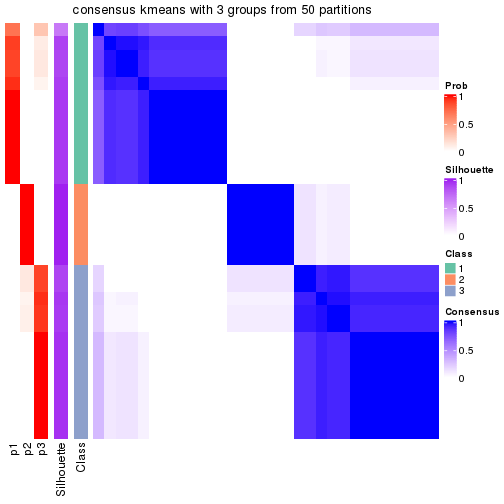 consensus kmeans with 3 groups from 50 partitions
Prob
1
0.5
0
Silhouette
1
0.5
0
Class
1
2
3
Consensus
1
0.5
0
p1
p2
p3
Silhouette
Class